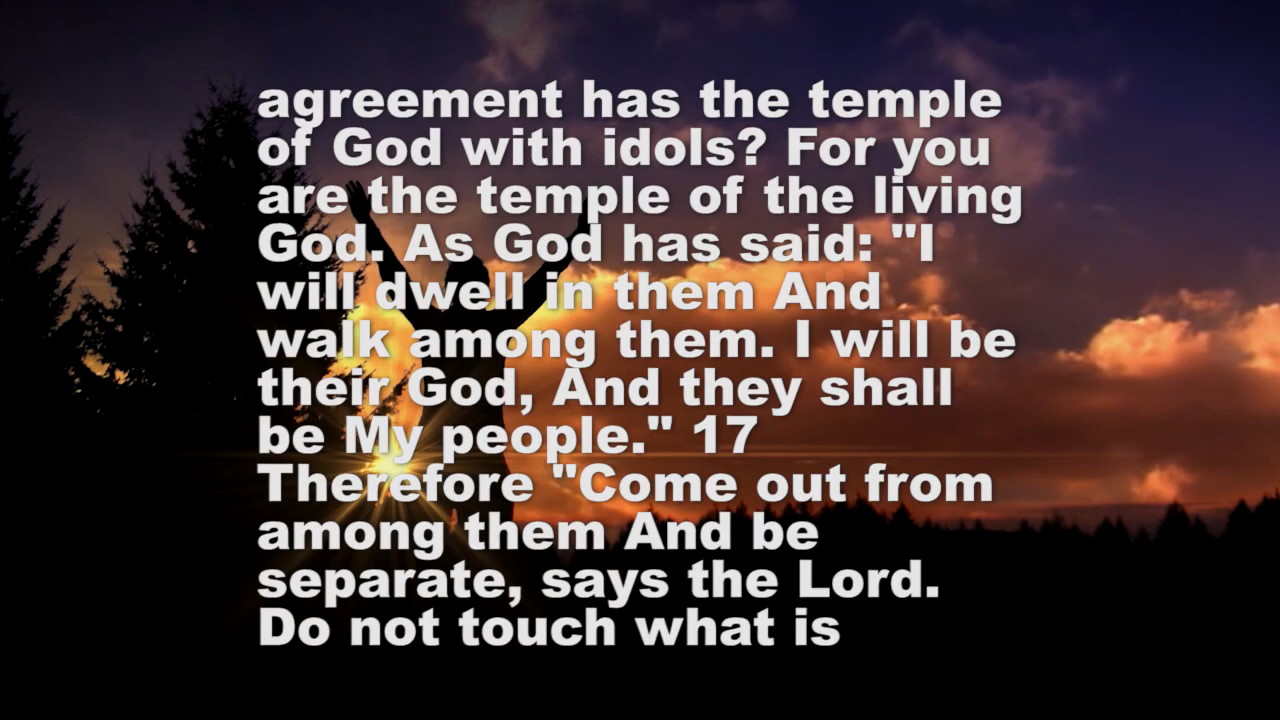 agreement has the temple
of God with idols? For you
are the temple of the living
God. As God has said: "I
will dwell in them And
walk among them. I will be
their God, And they shall
be My people." 17
Therefore "Come out from
among them And be
separate, says the Lord.
Do not touch what is